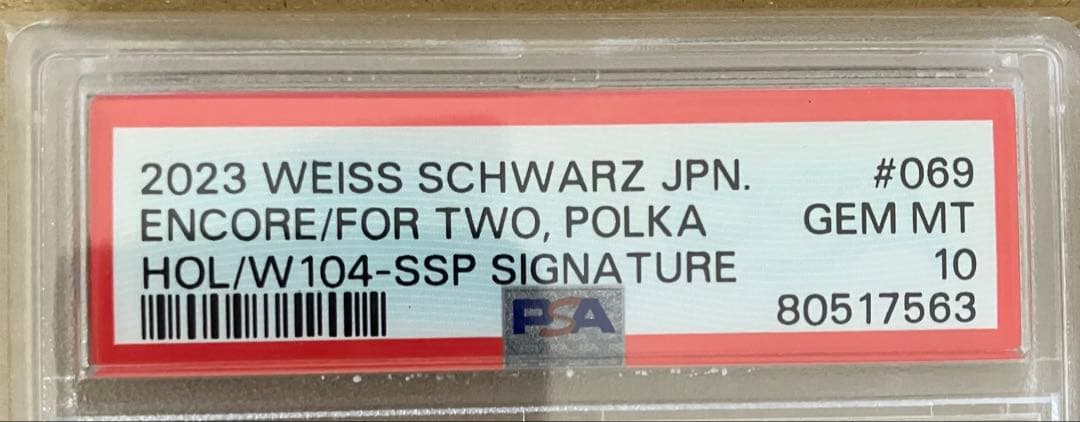 2023 WEISS SCHWARZ JPN. #069
ENCORE/FOR TWO, POLKA GEM MT
HOL/W104-SSP SIGNATURE 10
80517563
PSA